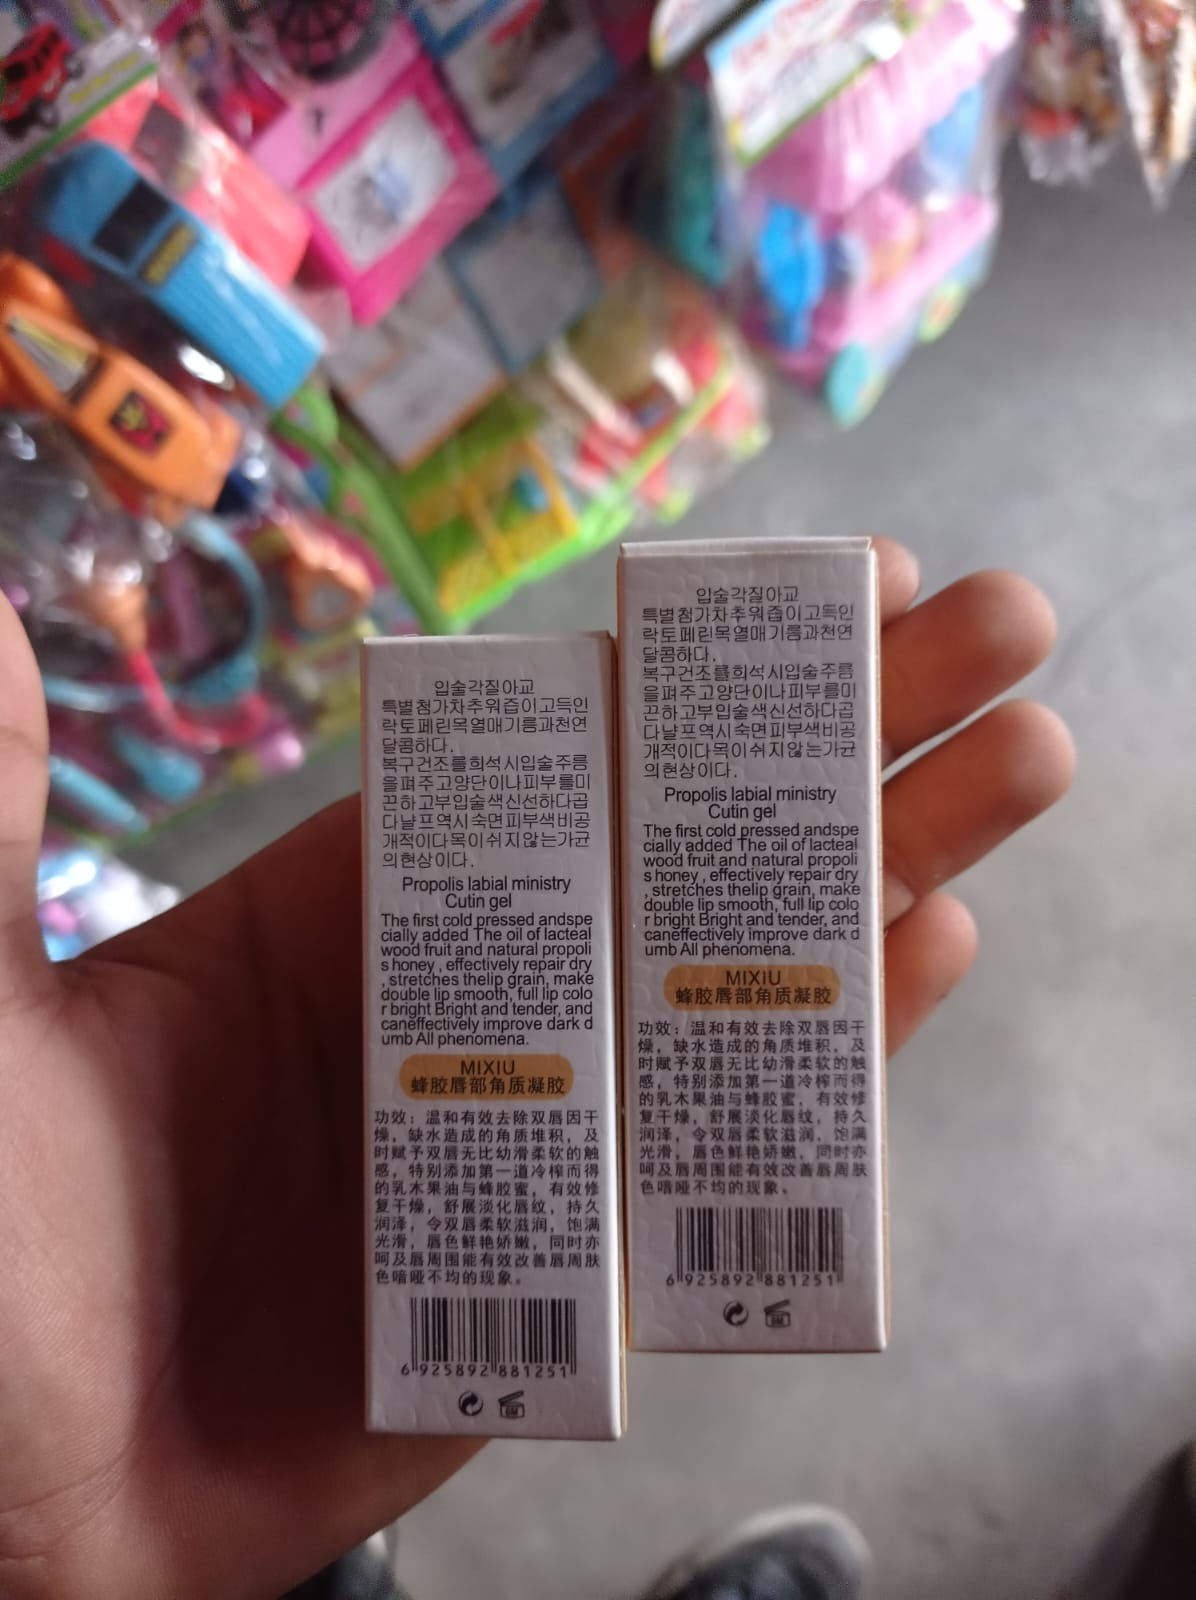 입술각질아교
특별첨가차추워즙이고득인
락토페린목열매기름과천연
달콤하다.
복구건조를희석시입술주름
을펴주고양단이나피부를미
끈하고부입술색신선하다곱
다냘프역시숙면피부색비공
개적이다목이쉬지않는가균
의현상이다.
Propolis labial ministry
Cutin gel
The first cold pressed andspe
cially added The oil of lacteal
wood fruit and natural propoli
s honey , effectively repair dry
, stretches thelip grain, make
double lip smooth, full lip colo
r bright Bright and tender, and
caneffectively improve dark d
umb All phenomena.
MIXIU
蜂胶唇部角质凝胶
功效：温和有效去除双唇因干
燥，缺水造成的角质堆积，及
时赋予双唇无比幼滑柔软的触
感，特别添加第一道冷榨而得
的乳木果油与蜂胶蜜，有效修
复干燥，舒展淡化唇纹，持久
润泽，令双唇柔软滋润，饱满
光滑，唇色鲜艳娇嫩，同时亦
呵及唇周围能有效改善唇周肤
色喑哑不均的现象。
6 925892 881251
입술각질아교
특별첨가차추워즙이고득인
락토페린목열매기름과천연
달콤하다.
복구건조를희석시입술주름
을펴주고양단이나피부를미
끈하고부입술색신선하다곱
다냘프역시숙면피부색비공
개적이다목이쉬지않는가균
의현상이다.
Propolis labial ministry
Cutin gel
The first cold pressed andspe
cially added The oil of lacteal
wood fruit and natural propoli
s honey , effectively repair dry
, stretches thelip grain, make
double lip smooth, full lip colo
r bright Bright and tender, and
caneffectively improve dark d
umb All phenomena.
MIXIU
蜂胶唇部角质凝胶
功效：温和有效去除双唇因干
燥，缺水造成的角质堆积，及
时赋予双唇无比幼滑柔软的触
感，特别添加第一道冷榨而得
的乳木果油与蜂胶蜜，有效修
复干燥，舒展淡化唇纹，持久
润泽，令双唇柔软滋润，饱满
光滑，唇色鲜艳娇嫩，同时亦
呵及唇周围能有效改善唇周肤
色喑哑不均的现象。
6 925892 881251